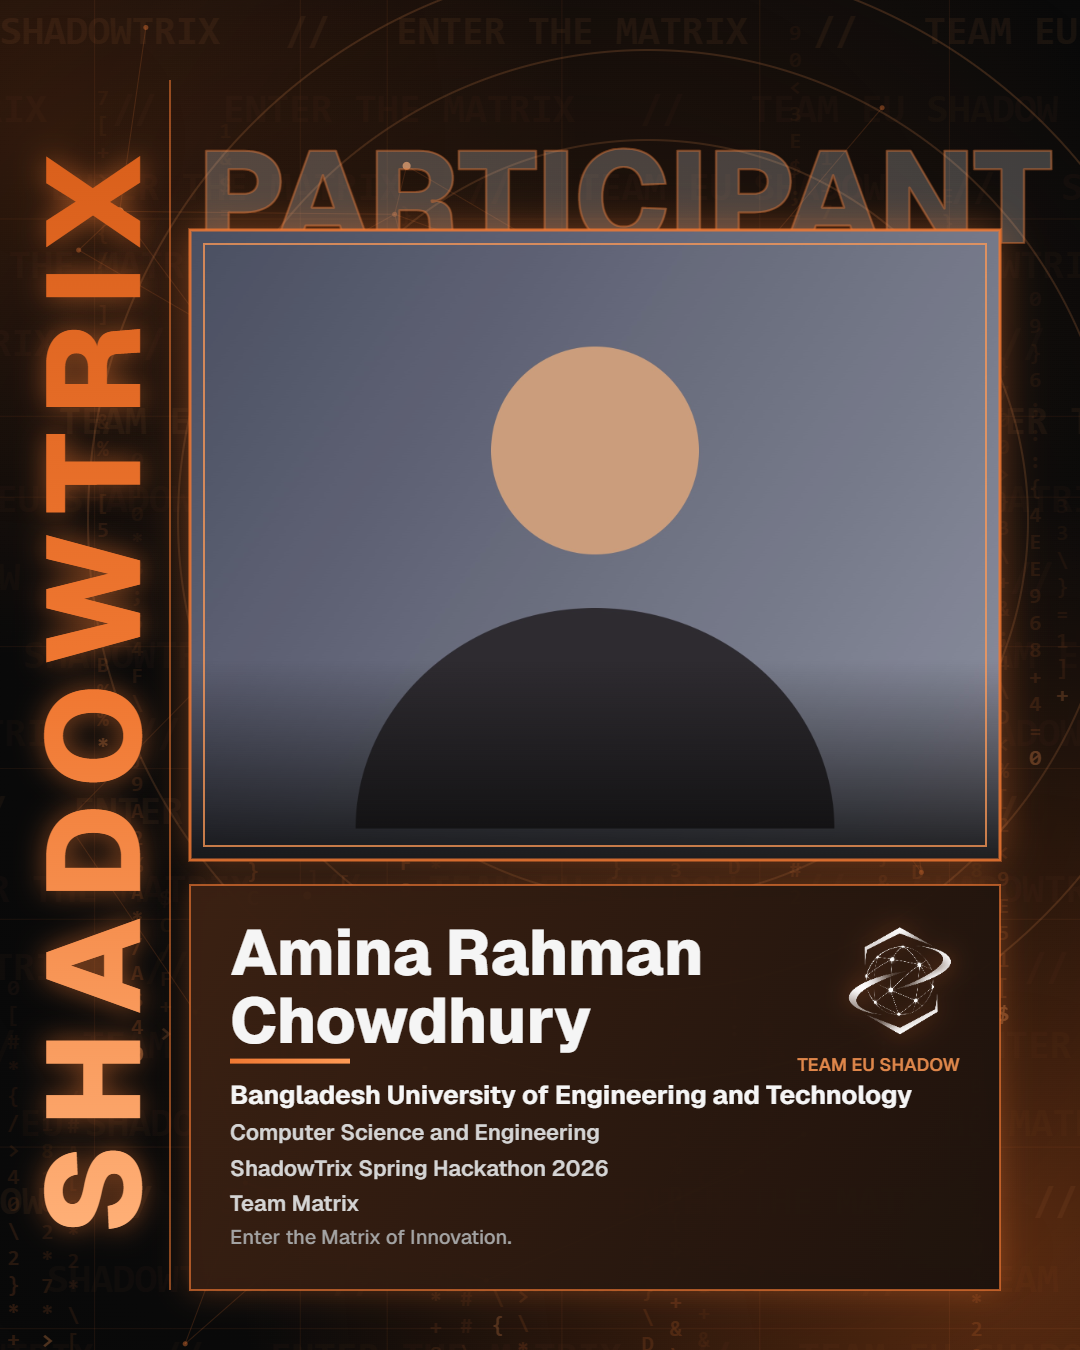 SHADOWTRIX // ENTER THE MATRIX // TEAM EU
PARTICIPANT
SHADOWTRIX
Amina Rahman
Chowdhury
TEAM EU SHADOW
Bangladesh University of Engineering and Technology
Computer Science and Engineering
ShadowTrix Spring Hackathon 2026
Team Matrix
Enter the Matrix of Innovation.